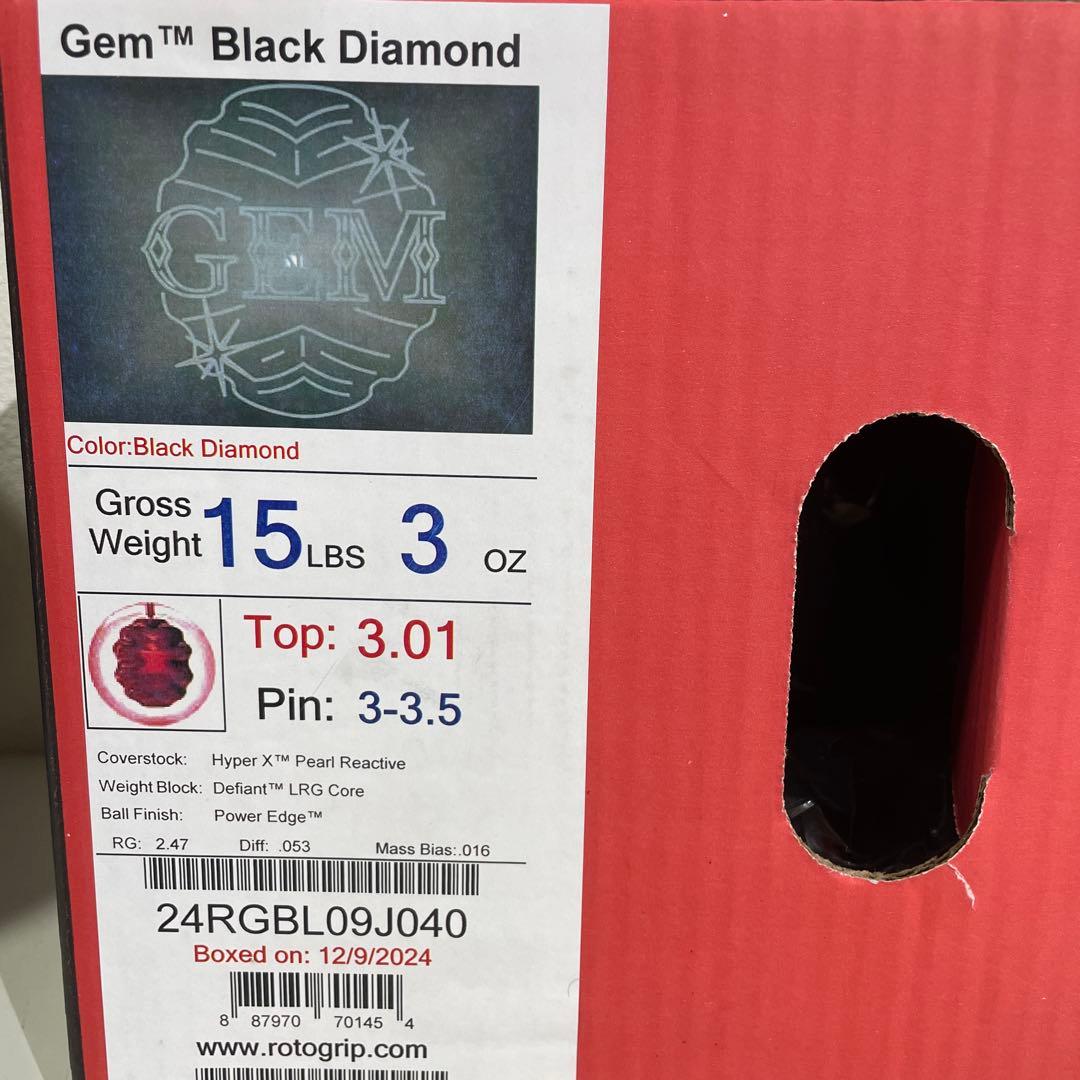 Gem™ Black Diamond
GEM
Color:Black Diamond
Gross Weight 15 LBS 3 OZ
Top: 3.01
Pin: 3-3.5
Coverstock: Hyper X™ Pearl Reactive
Weight Block: Defiant™ LRG Core
Ball Finish: Power Edge™
RG: 2.47 Diff: .053 Mass Bias:.016
24RGBL09J040
Boxed on: 12/9/2024
8 87970 70145 4
www.rotogrip.com